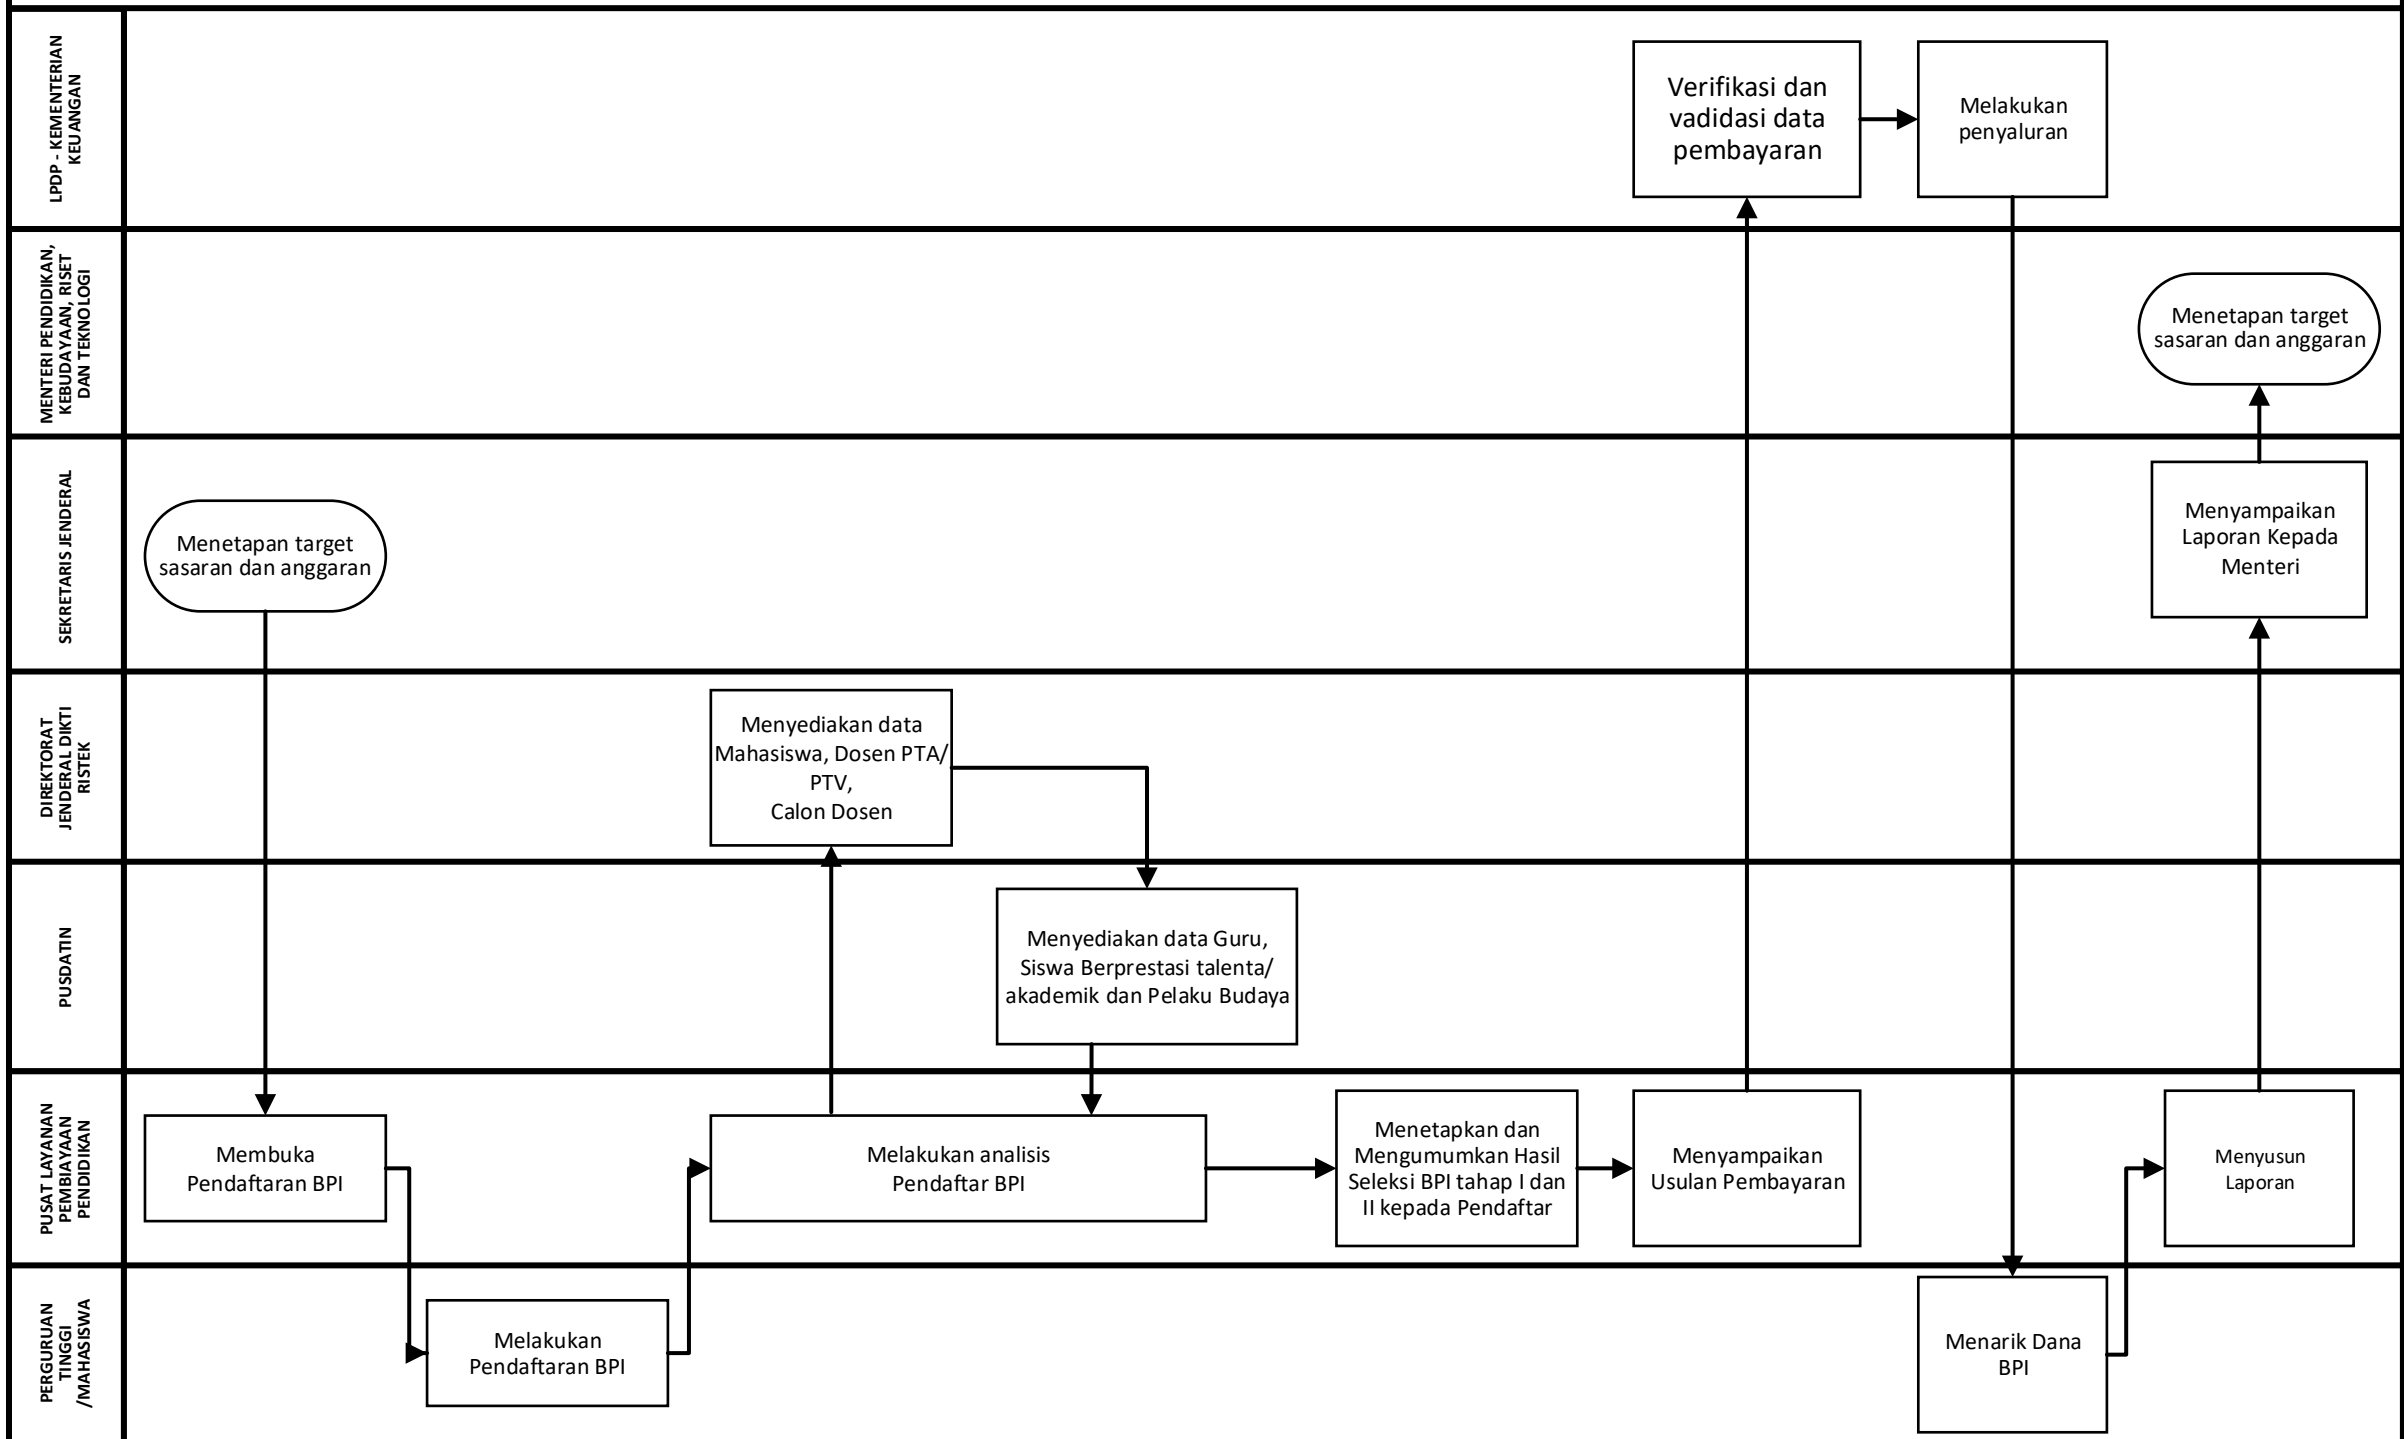 LPDP - KEMENTERIAN
KEUANGAN
Verifikasi dan
vadidasi data
pembayaran
Melakukan
penyaluran
MENTERI PENDIDIKAN,
KEBUDAYAAN, RISET
DAN TEKNOLOGI
Menetapan target
sasaran dan anggaran
SEKRETARIS JENDERAL
Menetapan target
sasaran dan anggaran
Menyampaikan
Laporan Kepada
Menteri
DIREKTORAT
JENDERAL DIKTI
RISTEK
Menyediakan data
Mahasiswa, Dosen PTA/
PTV,
Calon Dosen
PUSDATIN
Menyediakan data Guru,
Siswa Berprestasi talenta/
akademik dan Pelaku Budaya
PUSAT LAYANAN
PEMBIAYAAN
PENDIDIKAN
Membuka
Pendaftaran BPI
Melakukan analisis
Pendaftar BPI
Menetapkan dan
Mengumumkan Hasil
Seleksi BPI tahap I dan
II kepada Pendaftar
Menyampaikan
Usulan Pembayaran
Menyusun
Laporan
PERGURUAN
TINGGI
/MAHASISWA
Melakukan
Pendaftaran BPI
Menarik Dana
BPI